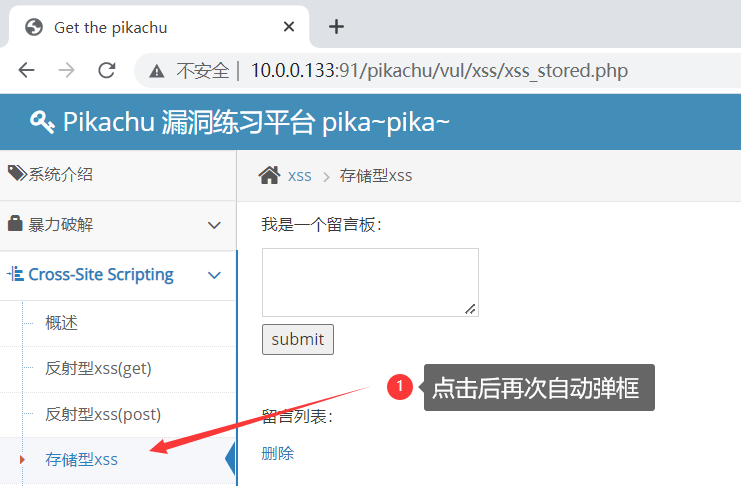 Get the pikachu
不安全 | 10.0.0.133:91/pikachu/vul/xss/xss_stored.php
Pikachu 漏洞练习平台 pika~pika~
系统介绍
暴力破解
Cross-Site Scripting
概述
反射型xss(get)
反射型xss(post)
存储型xss
xss > 存储型xss
我是一个留言板：
submit
1 点击后再次自动弹框
留言列表：
删除